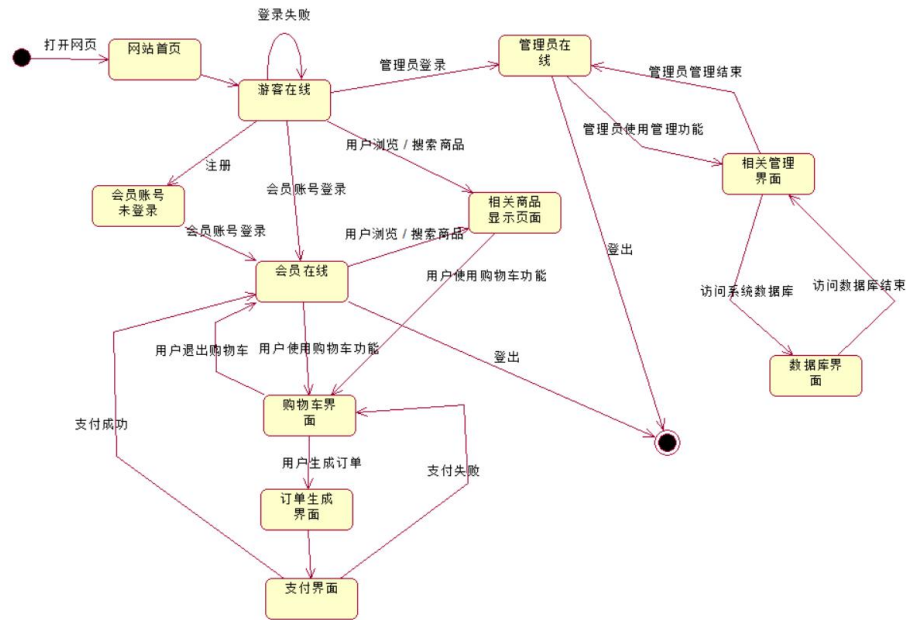 登录失败
打开网页
网站首页
管理员在
线
管理员登录
管理员管理结束
游客在线
用户浏览 / 搜索商品
管理员使用管理功能
注册
相关管理
界面
会员账号
未登录
会员账号登录
相关商品
显示页面
会员账号登录
用户浏览 / 搜索商品
登出
会员在线
用户使用购物车功能
访问系统数据库
访问数据库结束
用户退出购物车
用户使用购物车功能
登出
数据库界
面
购物车界
面
支付成功
用户生成订单
支付失败
订单生成
界面
支付界面